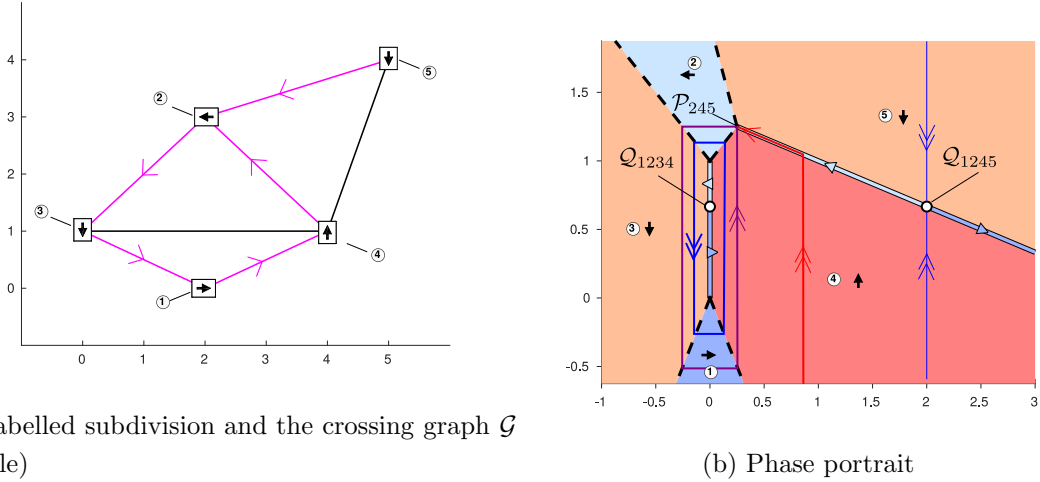 4
3
2
1
0
0 1 2 3 4 5
⑤
②
③
④
①
abelled subdivision and the crossing graph 𝒢
le)
1.5
1
0.5
0
-0.5
-1 -0.5 0 0.5 1 1.5 2 2.5 3
②
𝒫245
⑤
𝒬1234
𝒬1245
③
④
①
(b) Phase portrait